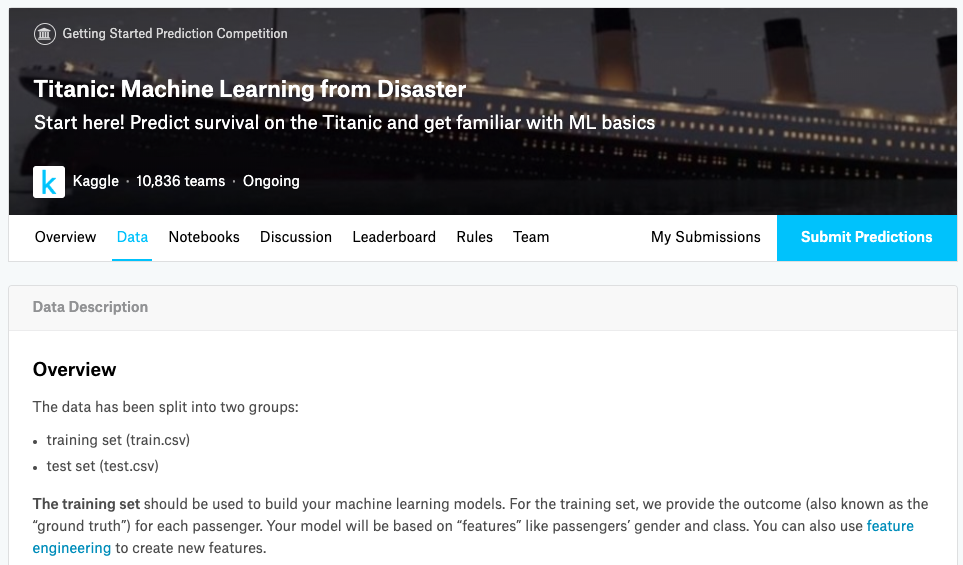 Getting Started Prediction Competition
Titanic: Machine Learning from Disaster
Start here! Predict survival on the Titanic and get familiar with ML basics
k Kaggle · 10,836 teams · Ongoing
Overview Data Notebooks Discussion Leaderboard Rules Team My Submissions Submit Predictions
Data Description
Overview
The data has been split into two groups:
• training set (train.csv)
• test set (test.csv)
The training set should be used to build your machine learning models. For the training set, we provide the outcome (also known as the
“ground truth”) for each passenger. Your model will be based on “features” like passengers’ gender and class. You can also use feature
engineering to create new features.